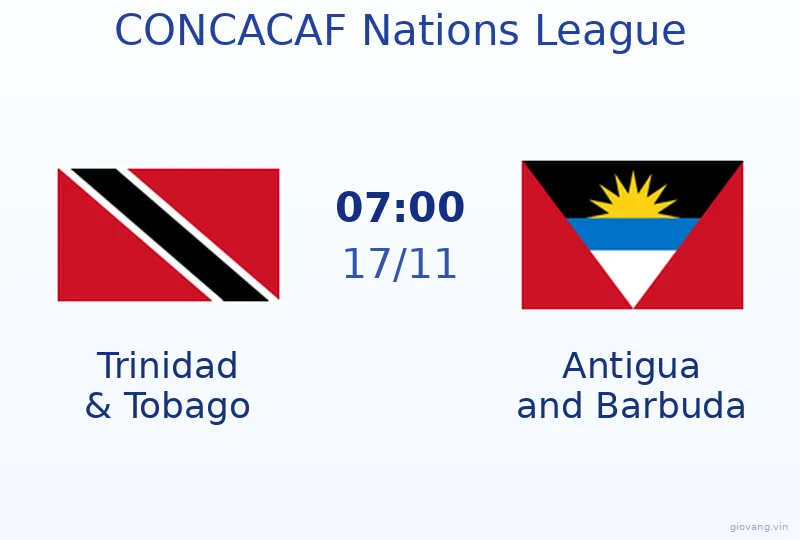 CONCACAF Nations League
07:00
17/11
Trinidad
& Tobago
Antigua
and Barbuda
giovang.vin